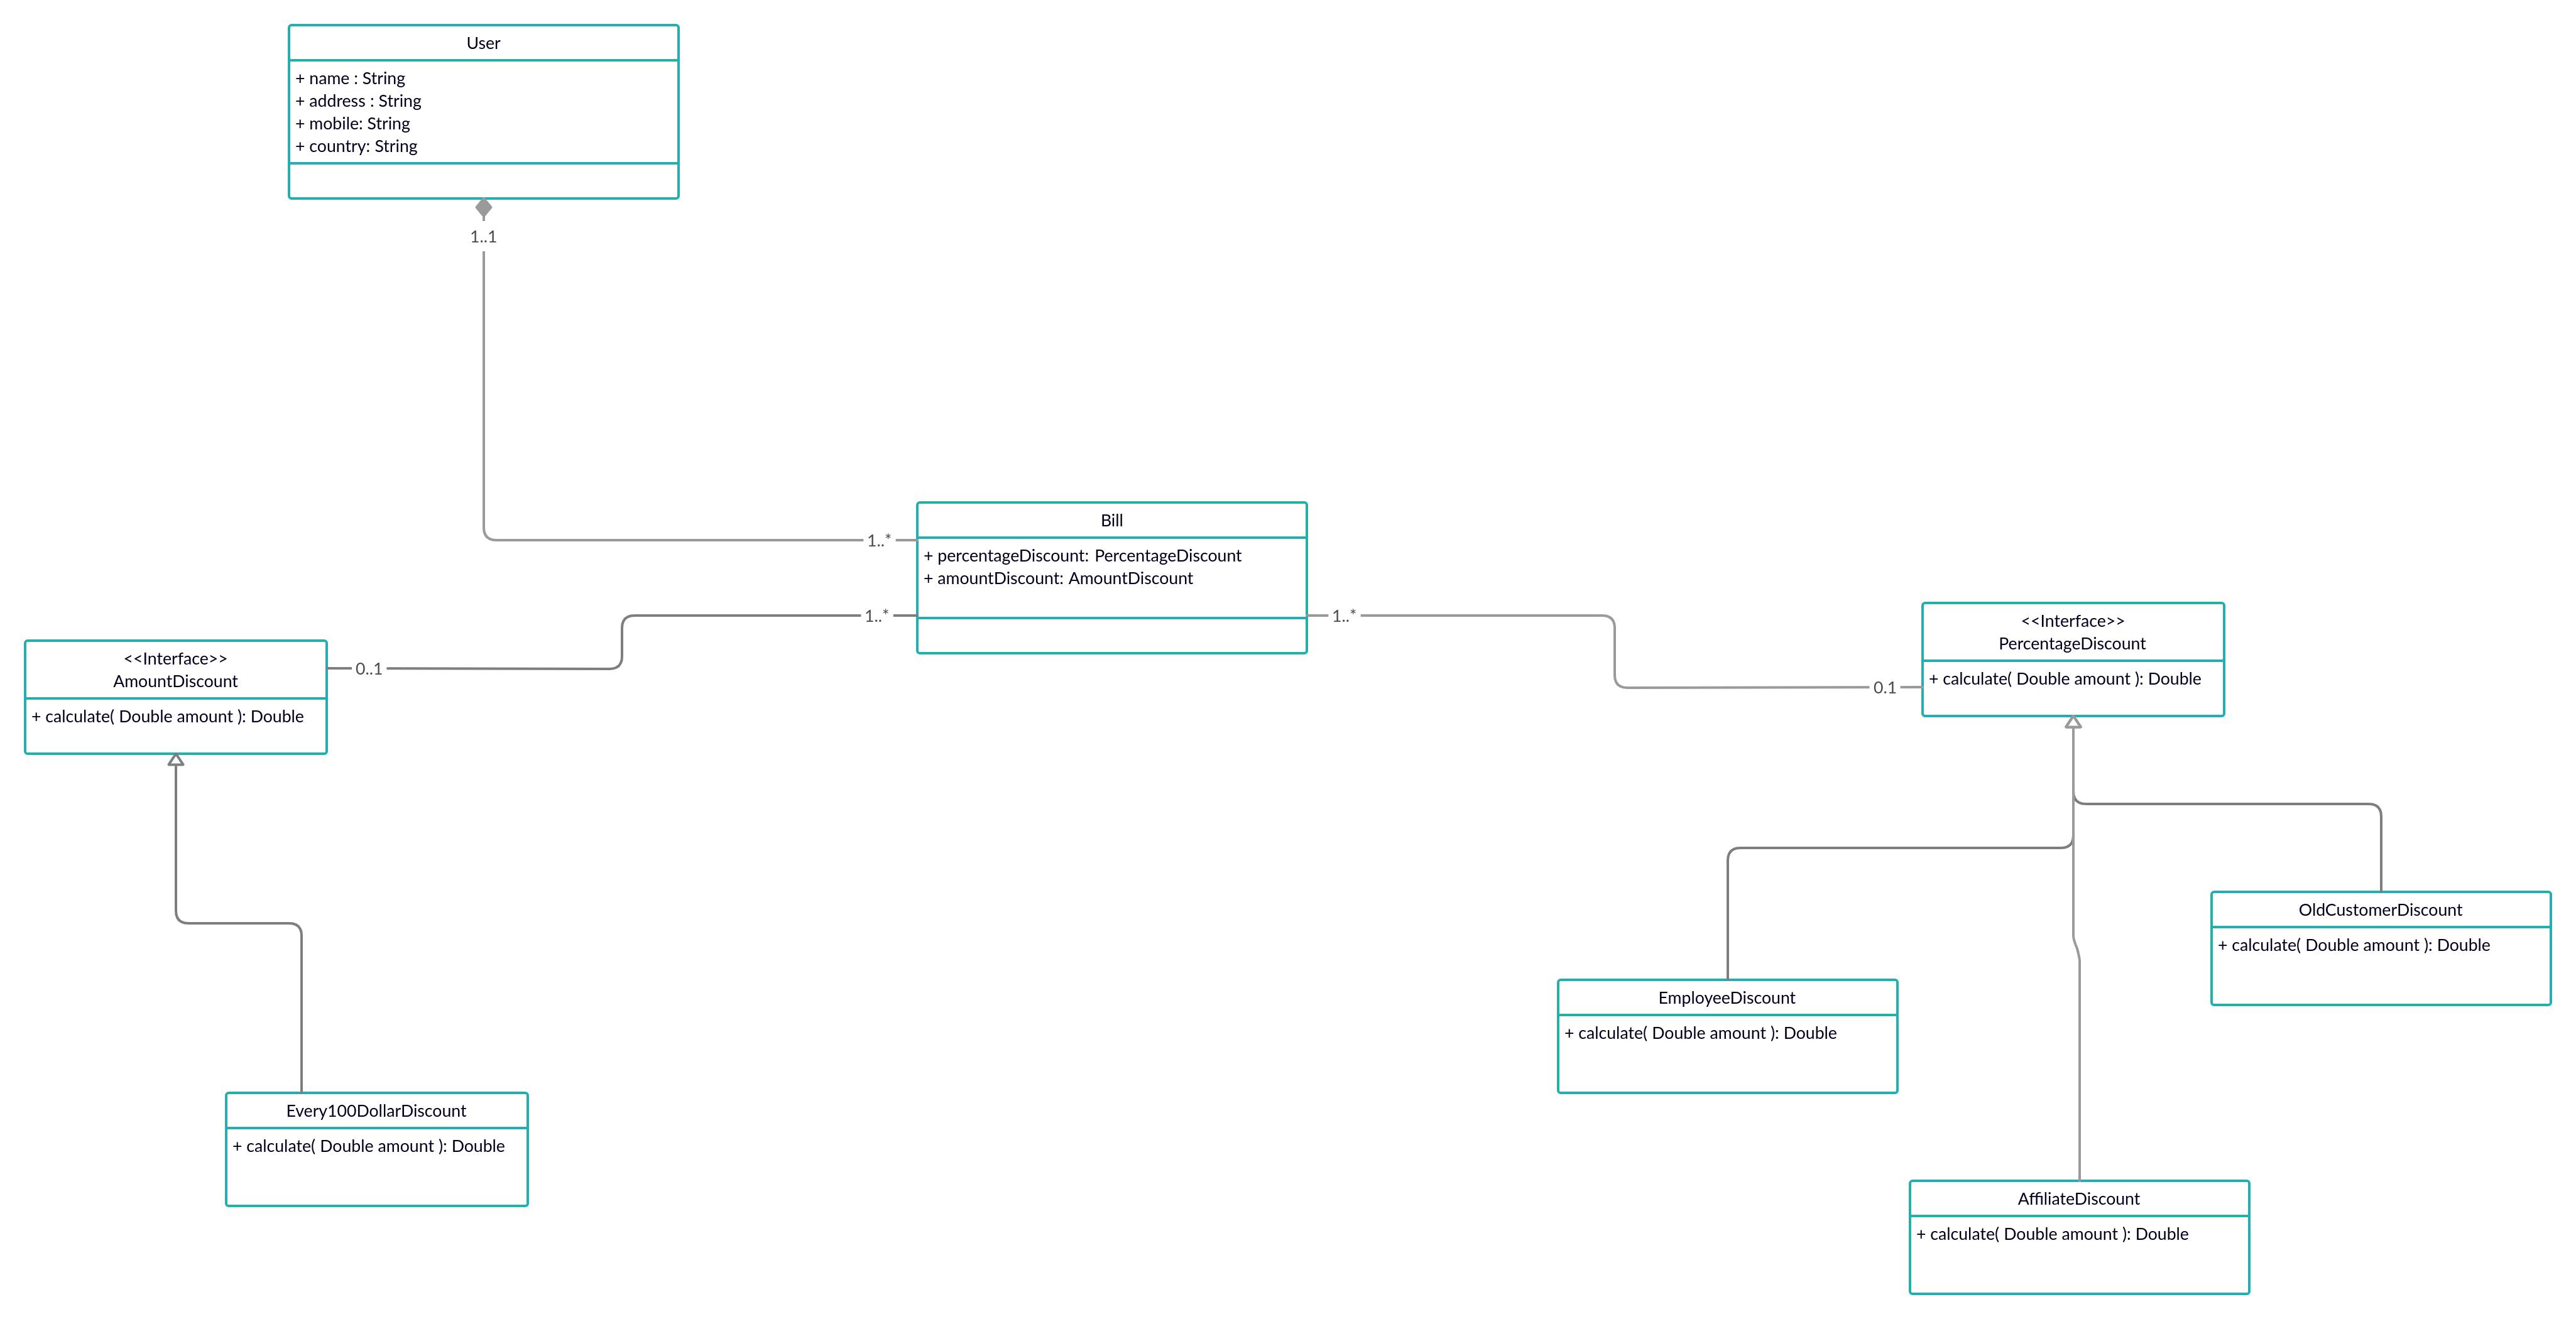 User
+ name : String
+ address : String
+ mobile: String
+ country: String
1..1
1..*
Bill
+ percentageDiscount: PercentageDiscount
+ amountDiscount: AmountDiscount
1..*
1..*
0..1
0.1
<<Interface>>
AmountDiscount
+ calculate( Double amount ): Double
<<Interface>>
PercentageDiscount
+ calculate( Double amount ): Double
OldCustomerDiscount
+ calculate( Double amount ): Double
EmployeeDiscount
+ calculate( Double amount ): Double
Every100DollarDiscount
+ calculate( Double amount ): Double
AffiliateDiscount
+ calculate( Double amount ): Double